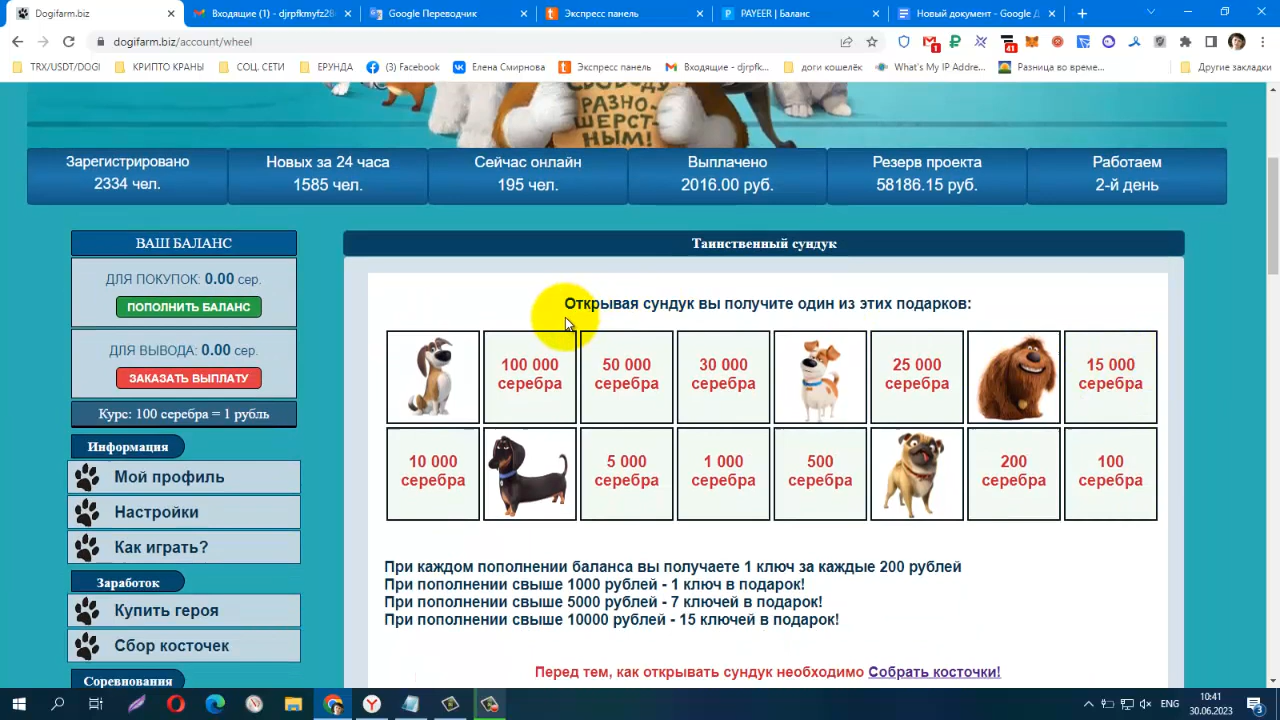 Dogifarm.biz
Входящие (1) - djrpfkmyfz28
Google Переводчик
Экспресс панель
PAYEER | Баланс
Новый документ - Google Д
dogifarm.biz/account/wheel
1
41
TRX/USDT/DOGI
КРИПТО КРАНЫ
СОЦ. СЕТИ
ЕРУНДА
(3) Facebook
Елена Смирнова
Экспресс панель
Входящие - djrpfk...
доги кошелёк
What's My IP Addre...
Разница во време...
Другие закладки
СВОБОДУ
РАЗНО-
ШЕРСТ-
НЫМ!
Зарегистрировано
2334 чел.
Новых за 24 часа
1585 чел.
Сейчас онлайн
195 чел.
Выплачено
2016.00 руб.
Резерв проекта
58186.15 руб.
Работаем
2-й день
ВАШ БАЛАНС
ДЛЯ ПОКУПОК: 0.00 сер.
ПОПОЛНИТЬ БАЛАНС
ДЛЯ ВЫВОДА: 0.00 сер.
ЗАКАЗАТЬ ВЫПЛАТУ
Курс: 100 серебра = 1 рубль
Информация
Мой профиль
Настройки
Как играть?
Заработок
Купить героя
Сбор косточек
Соревнования
Таинственный сундук
Открывая сундук вы получите один из этих подарков:
100 000
серебра
50 000
серебра
30 000
серебра
25 000
серебра
15 000
серебра
10 000
серебра
5 000
серебра
1 000
серебра
500
серебра
200
серебра
100
серебра
При каждом пополнении баланса вы получаете 1 ключ за каждые 200 рублей
При пополнении свыше 1000 рублей - 1 ключ в подарок!
При пополнении свыше 5000 рублей - 7 ключей в подарок!
При пополнении свыше 10000 рублей - 15 ключей в подарок!
Перед тем, как открывать сундук необходимо Собрать косточки!
ENG
10:41
30.06.2023
3